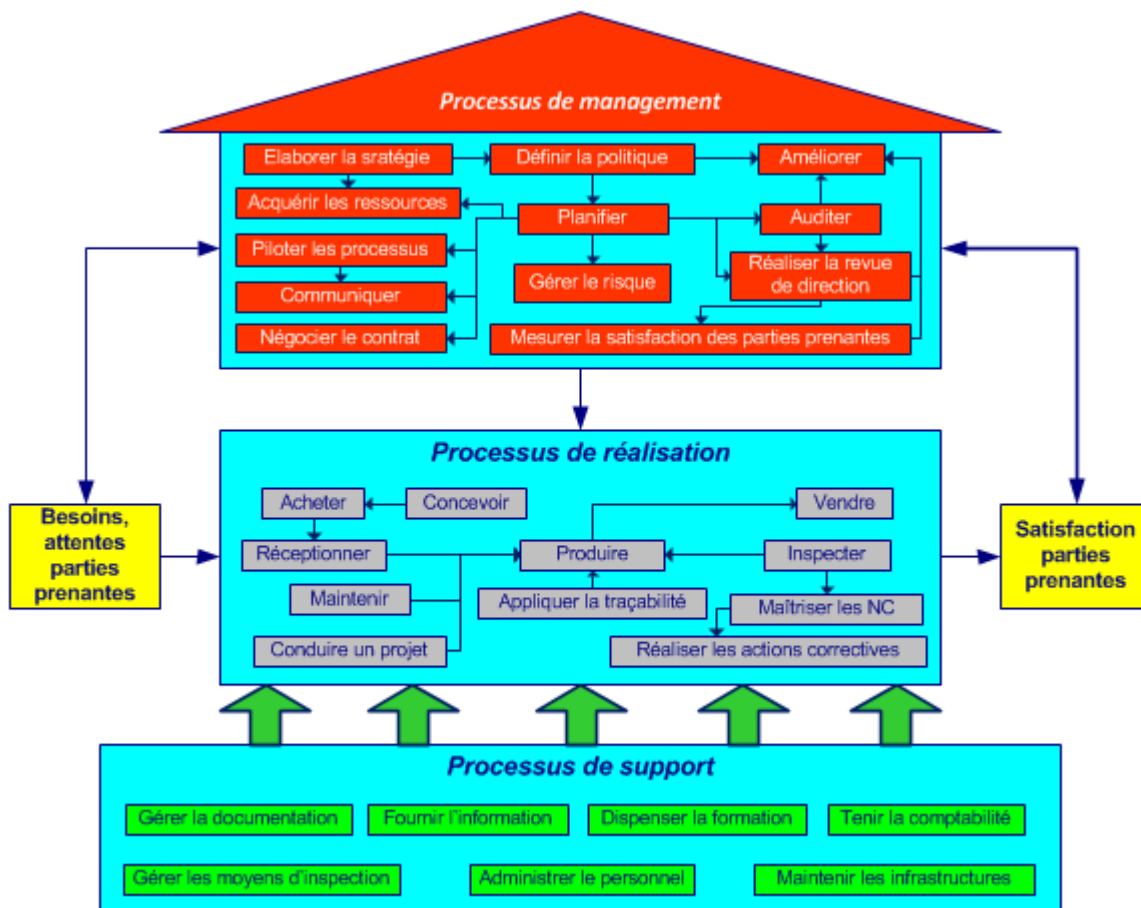 Processus de management
Elaborer la sratégie
Définir la politique
Améliorer
Acquérir les ressources
Planifier
Auditer
Piloter les processus
Gérer le risque
Réaliser la revue
de direction
Communiquer
Négocier le contrat
Mesurer la satisfaction des parties prenantes
Processus de réalisation
Acheter
Concevoir
Vendre
Besoins,
attentes
parties
prenantes
Réceptionner
Produire
Inspecter
Satisfaction
parties
prenantes
Maintenir
Appliquer la traçabilité
Maîtriser les NC
Conduire un projet
Réaliser les actions correctives
Processus de support
Gérer la documentation
Fournir l'information
Dispenser la formation
Tenir la comptabilité
Gérer les moyens d'inspection
Administrer le personnel
Maintenir les infrastructures